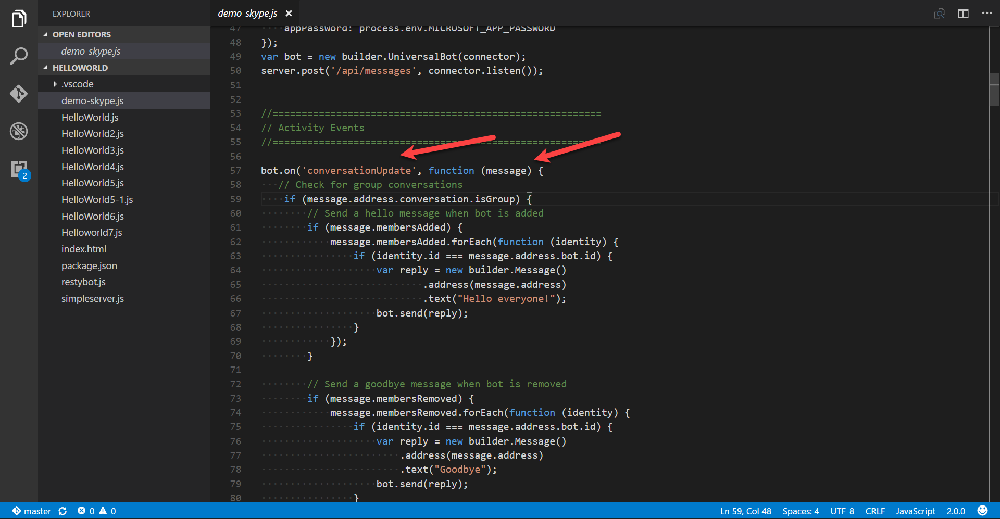 EXPLORER
OPEN EDITORS
demo-skype.js
HELLOWORLD
.vscode
demo-skype.js
HelloWorld.js
HelloWorld2.js
HelloWorld3.js
HelloWorld4.js
HelloWorld5.js
HelloWorld5-1.js
HelloWorld6.js
Helloworld7.js
index.html
package.json
restybot.js
simpleserver.js
2
demo-skype.js
47 appPassword: process.env.MICROSOFT_APP_PASSWORD
48 });
49 var bot = new builder.UniversalBot(connector);
50 server.post('/api/messages', connector.listen());
51
52
53 //=========================================================
54 // Activity Events
55 //=========================================================
56
57 bot.on('conversationUpdate', function (message) {
58 // Check for group conversations
59 if (message.address.conversation.isGroup) {
60 // Send a hello message when bot is added
61 if (message.membersAdded) {
62 message.membersAdded.forEach(function (identity) {
63 if (identity.id === message.address.bot.id) {
64 var reply = new builder.Message()
65 .address(message.address)
66 .text("Hello everyone!");
67 bot.send(reply);
68 }
69 });
70 }
71
72 // Send a goodbye message when bot is removed
73 if (message.membersRemoved) {
74 message.membersRemoved.forEach(function (identity) {
75 if (identity.id === message.address.bot.id) {
76 var reply = new builder.Message()
77 .address(message.address)
78 .text("Goodbye");
79 bot.send(reply);
80 }
master 0 0 Ln 59, Col 48 Spaces: 4 UTF-8 CRLF JavaScript 2.0.0